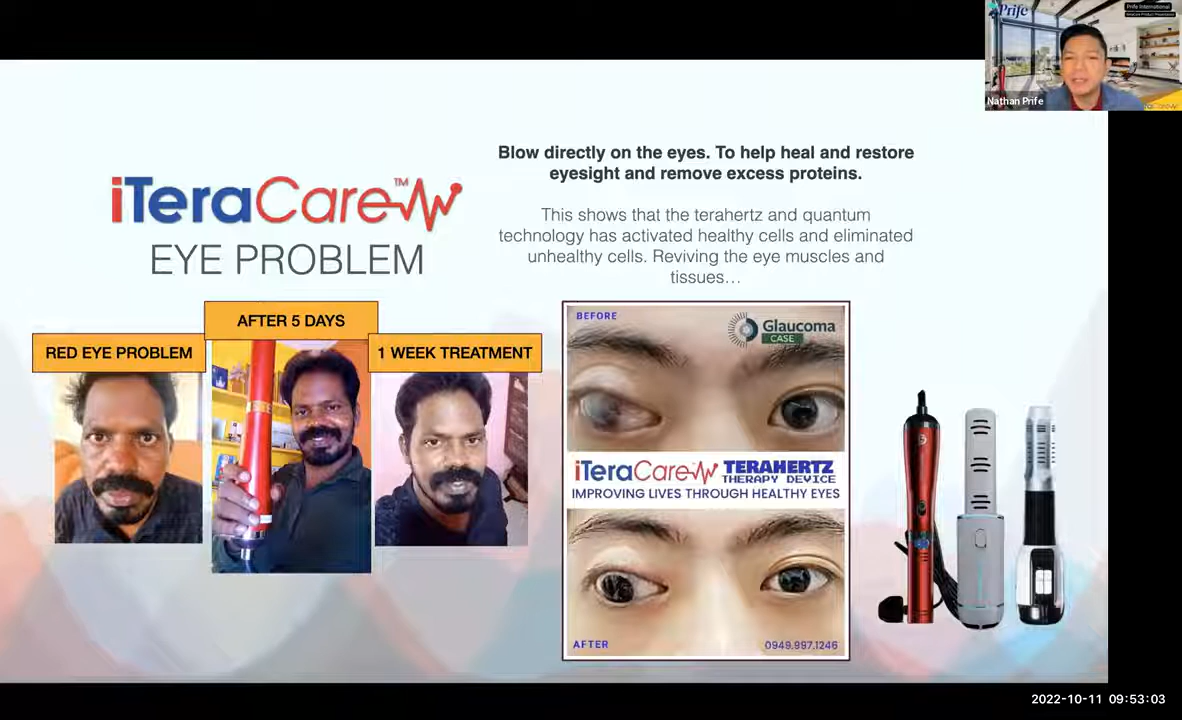 Prife
Prife International
Nathan Prife
Blow directly on the eyes. To help heal and restore
eyesight and remove excess proteins.
iTeraCare™
EYE PROBLEM
This shows that the terahertz and quantum
technology has activated healthy cells and eliminated
unhealthy cells. Reviving the eye muscles and
tissues…
RED EYE PROBLEM
AFTER 5 DAYS
1 WEEK TREATMENT
BEFORE
Glaucoma
CASE
iTeraCare TERAHERTZ
THERAPY DEVICE
IMPROVING LIVES THROUGH HEALTHY EYES
AFTER
0949.997.1246
2022-10-11 09:53:03